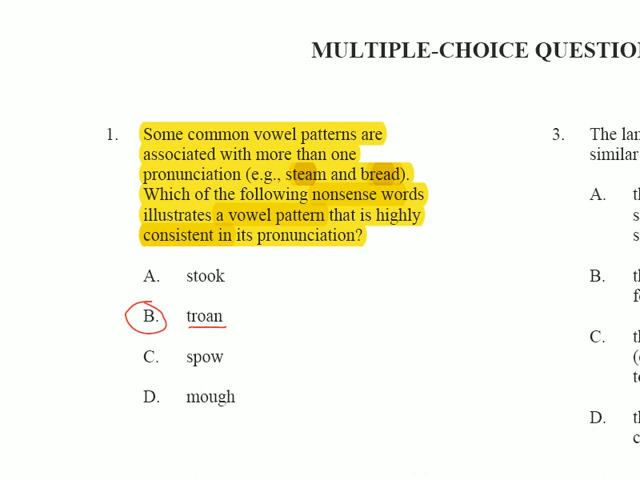 MULTIPLE-CHOICE QUESTIO
1. Some common vowel patterns are
associated with more than one
pronunciation (e.g., steam and bread).
Which of the following nonsense words
illustrates a vowel pattern that is highly
consistent in its pronunciation?
A. stook
B. troan
C. spow
D. mough
3. The lan
similar
A. t
s
s
B. t
f
C. t
(
t
D. t
c